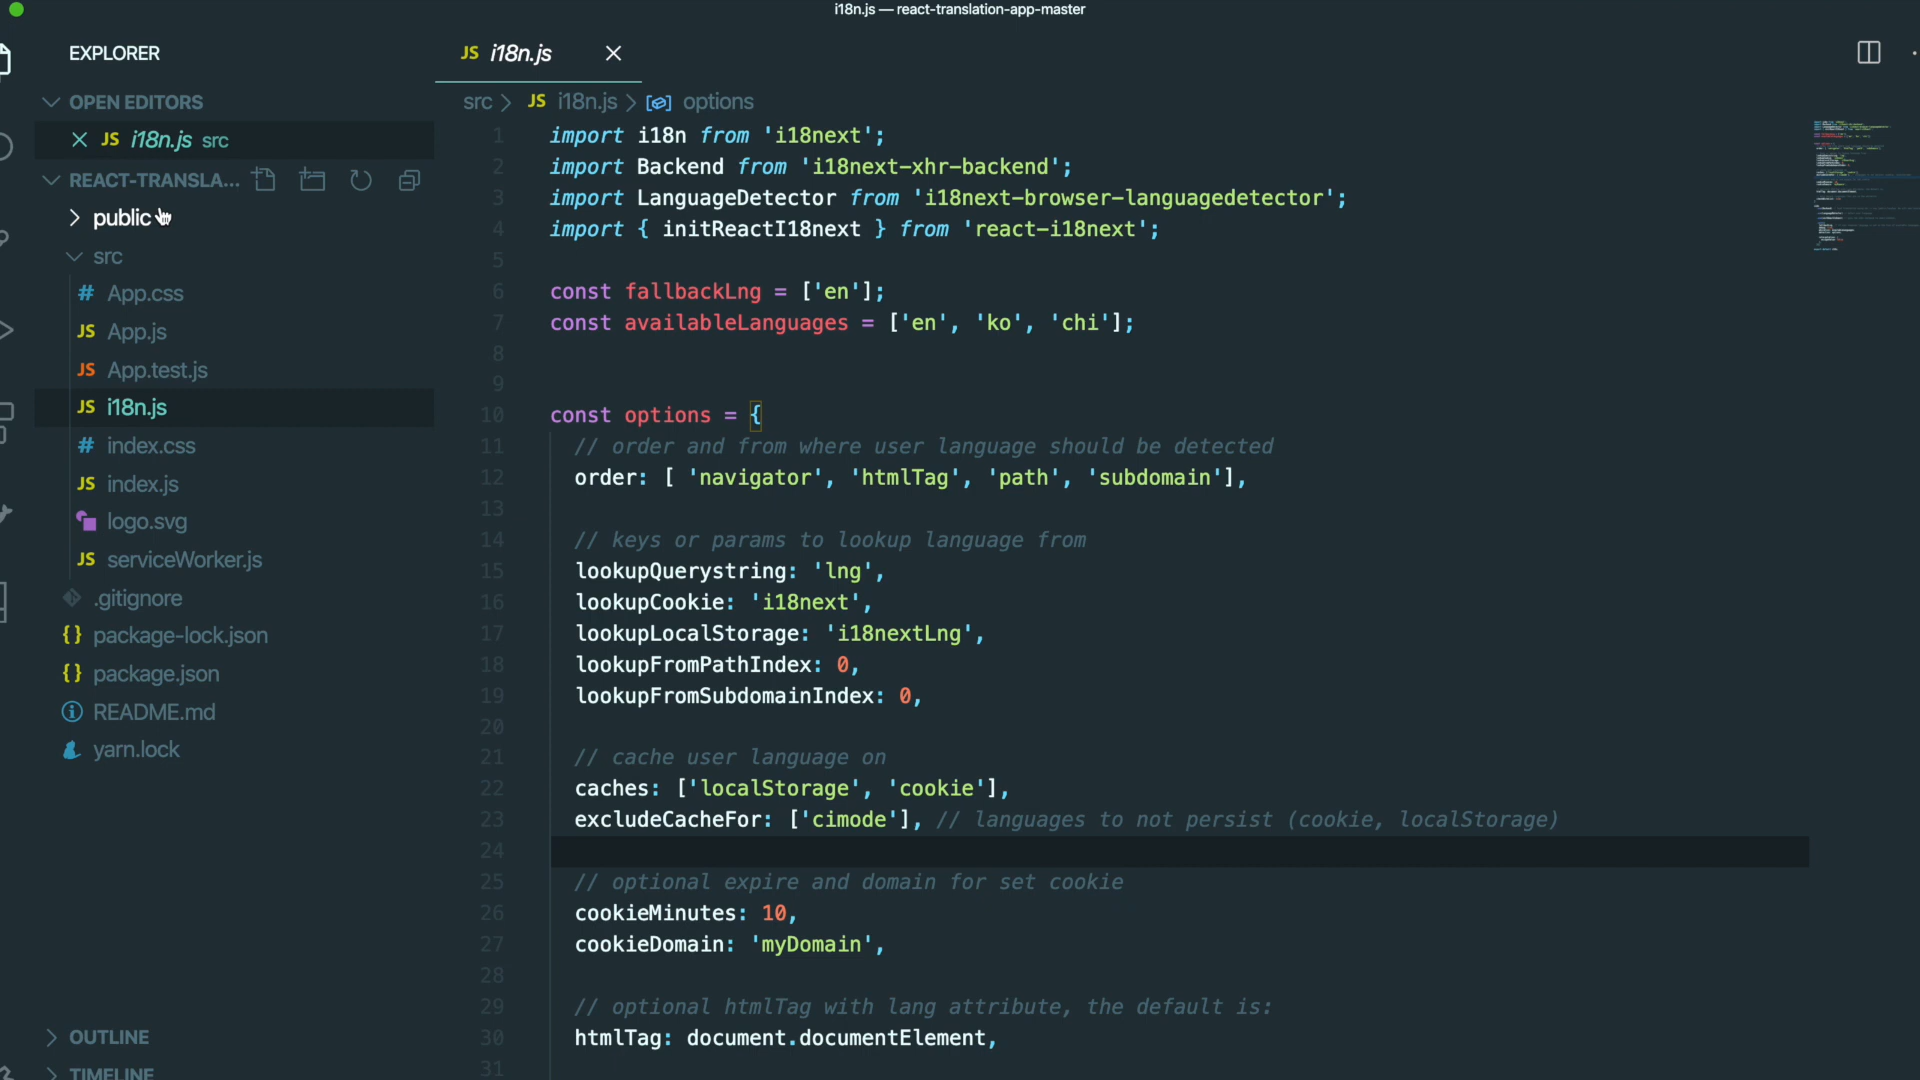 i18n.js — react-translation-app-master
EXPLORER
OPEN EDITORS
JS i18n.js src
REACT-TRANSLA...
public
src
# App.css
JS App.js
JS App.test.js
JS i18n.js
# index.css
JS index.js
logo.svg
JS serviceWorker.js
.gitignore
{} package-lock.json
{} package.json
README.md
yarn.lock
OUTLINE
TIMELINE
JS i18n.js
src > JS i18n.js > options
1 import i18n from 'i18next';
2 import Backend from 'i18next-xhr-backend';
3 import LanguageDetector from 'i18next-browser-languagedetector';
4 import { initReactI18next } from 'react-i18next';
5
6 const fallbackLng = ['en'];
7 const availableLanguages = ['en', 'ko', 'chi'];
8
9
10 const options = {
11 // order and from where user language should be detected
12 order: [ 'navigator', 'htmlTag', 'path', 'subdomain'],
13
14 // keys or params to lookup language from
15 lookupQuerystring: 'lng',
16 lookupCookie: 'i18next',
17 lookupLocalStorage: 'i18nextLng',
18 lookupFromPathIndex: 0,
19 lookupFromSubdomainIndex: 0,
20
21 // cache user language on
22 caches: ['localStorage', 'cookie'],
23 excludeCacheFor: ['cimode'], // languages to not persist (cookie, localStorage)
24
25 // optional expire and domain for set cookie
26 cookieMinutes: 10,
27 cookieDomain: 'myDomain',
28
29 // optional htmlTag with lang attribute, the default is:
30 htmlTag: document.documentElement,
31